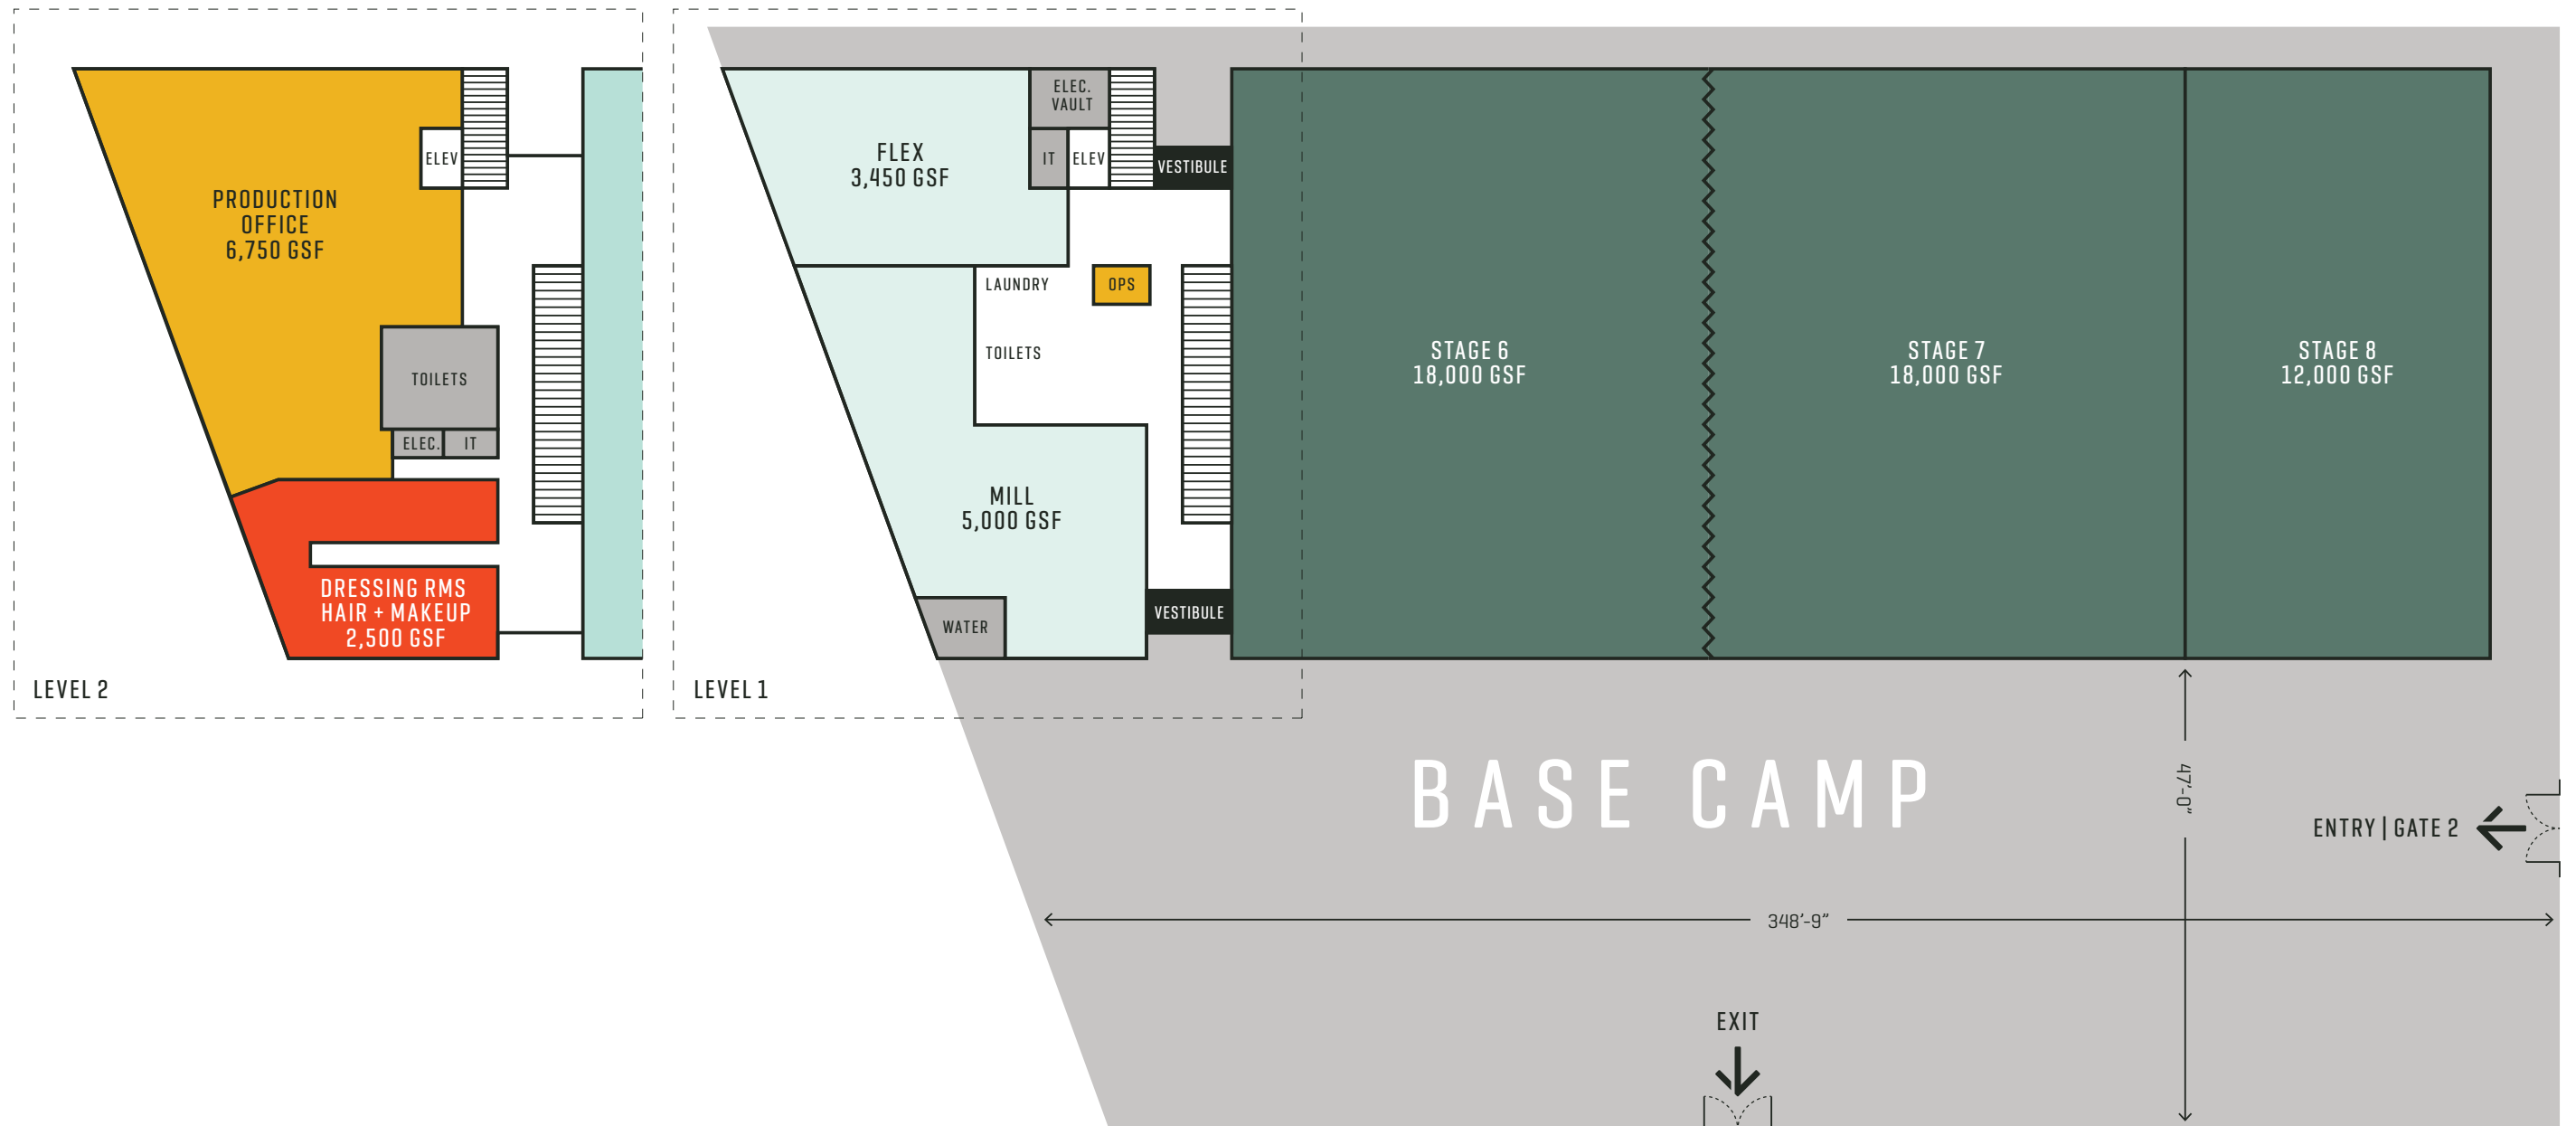 PRODUCTION
OFFICE
6,750 GSF
ELEV
TOILETS
ELEC.
IT
DRESSING RMS
HAIR + MAKEUP
2,500 GSF
LEVEL 2
FLEX
3,450 GSF
ELEC.
VAULT
IT
ELEV
VESTIBULE
LAUNDRY
OPS
TOILETS
MILL
5,000 GSF
WATER
VESTIBULE
LEVEL 1
STAGE 6
18,000 GSF
STAGE 7
18,000 GSF
STAGE 8
12,000 GSF
BASE CAMP
47'-0"
ENTRY | GATE 2
348'-9"
EXIT